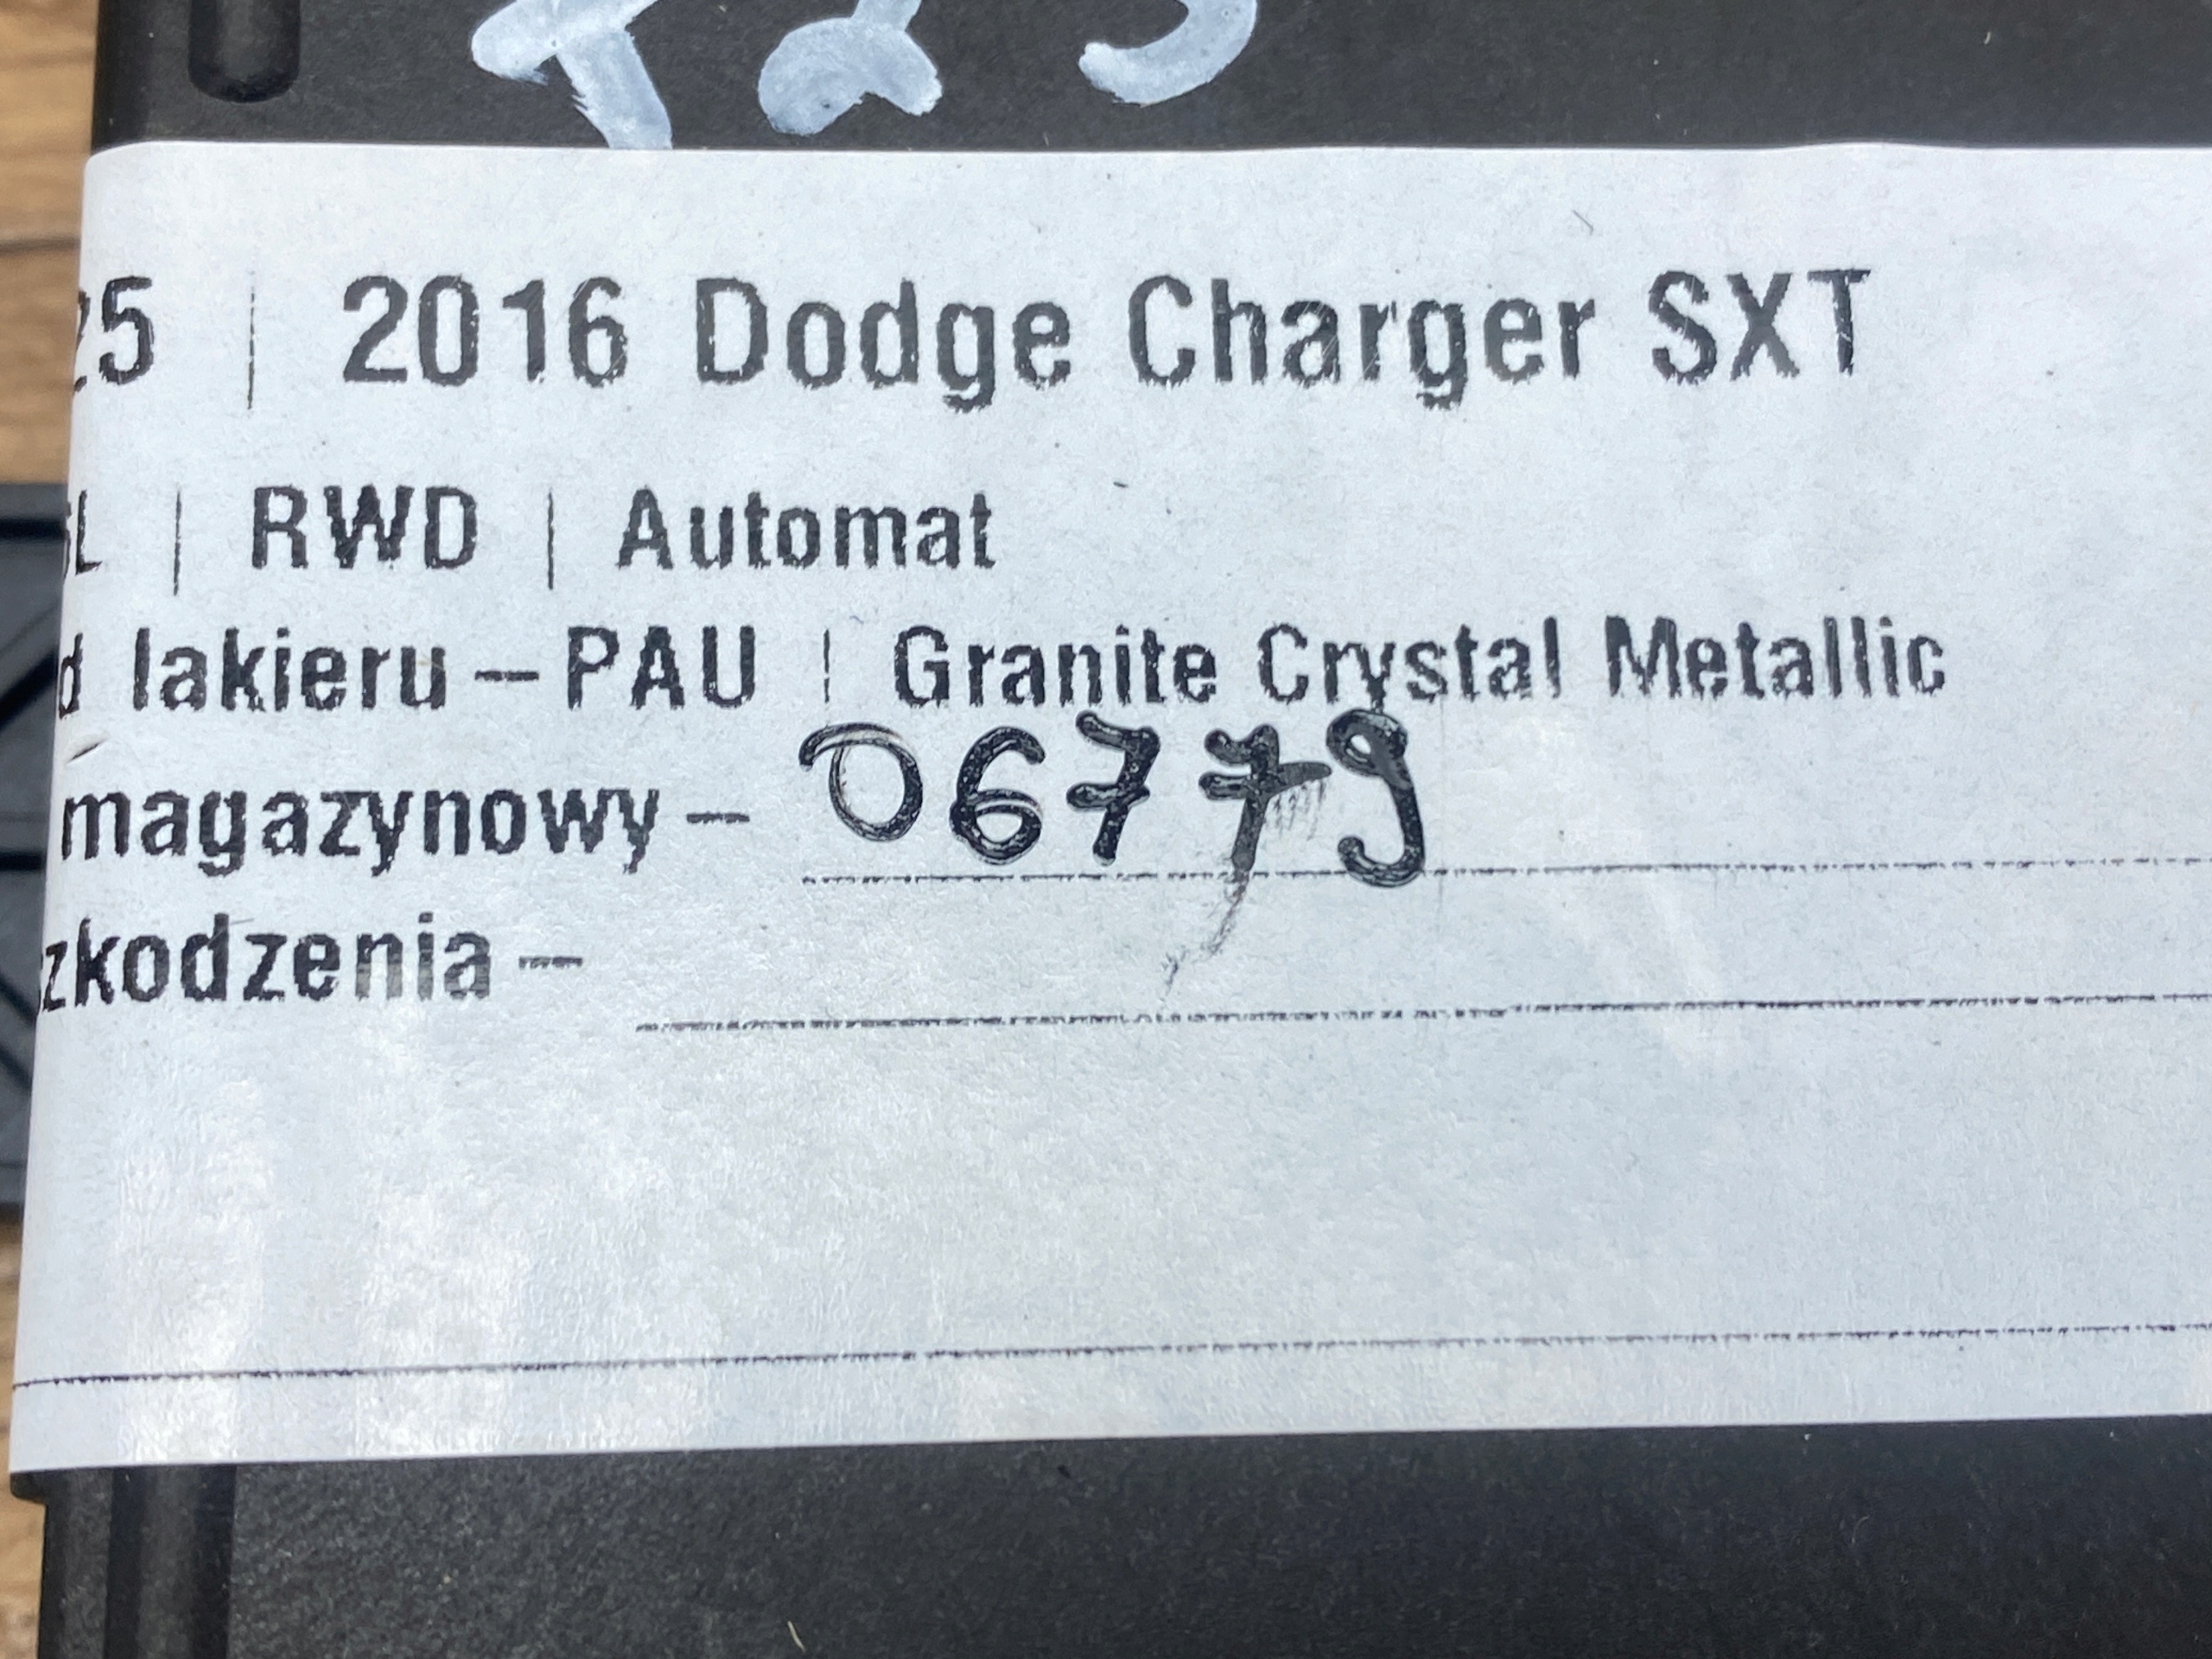 25 | 2016 Dodge Charger SXT
L | RWD | Automat
d lakieru – PAU | Granite Crystal Metallic
magazynowy – 06779
zkodzenia –